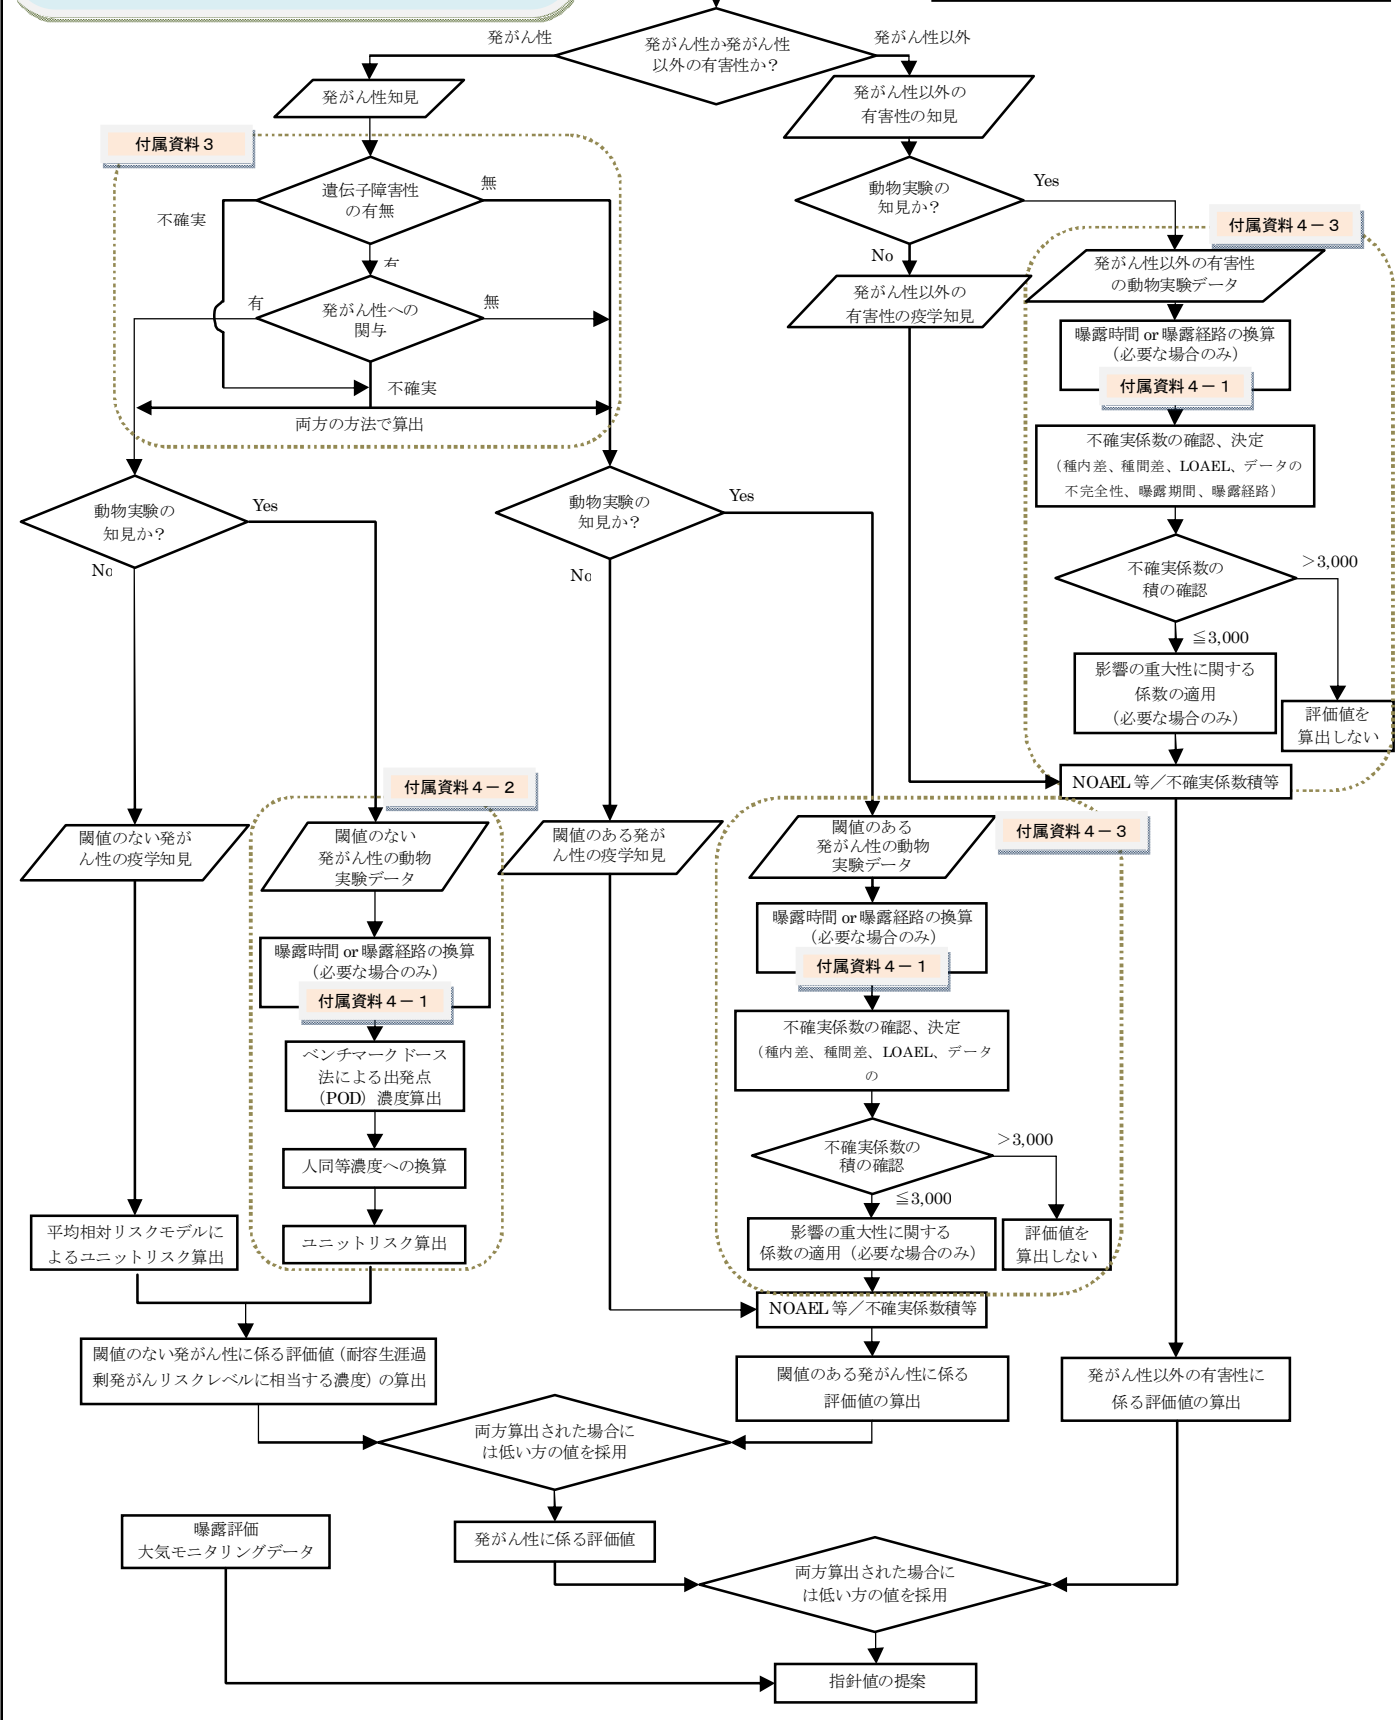 発がん性か発がん性
以外の有害性か？
発がん性
発がん性以外
発がん性知見
発がん性以外の
有害性の知見
付属資料３
遺伝子障害性
の有無
無
不確実
有
発がん性への
関与
有
無
不確実
両方の方法で算出
動物実験の
知見か？
Yes
No
発がん性以外の
有害性の疫学知見
付属資料４－３
発がん性以外の有害性
の動物実験データ
曝露時間 or 曝露経路の換算
（必要な場合のみ）
付属資料４－１
不確実係数の確認、決定
（種内差、種間差、LOAEL、データの
不完全性、曝露期間、曝露経路）
不確実係数の
積の確認
＞3,000
≦3,000
影響の重大性に関する
係数の適用
（必要な場合のみ）
評価値を
算出しない
NOAEL 等／不確実係数積等
動物実験の
知見か？
Yes
No
動物実験の
知見か？
Yes
No
閾値のない発が
ん性の疫学知見
付属資料４－２
閾値のない
発がん性の動物
実験データ
曝露時間 or 曝露経路の換算
（必要な場合のみ）
付属資料４－１
ベンチマークドース
法による出発点
（POD）濃度算出
人同等濃度への換算
ユニットリスク算出
平均相対リスクモデルに
よるユニットリスク算出
閾値のある発が
ん性の疫学知見
付属資料４－３
閾値のある
発がん性の動物
実験データ
曝露時間 or 曝露経路の換算
（必要な場合のみ）
付属資料４－１
不確実係数の確認、決定
（種内差、種間差、LOAEL、データ
の
不確実係数の
積の確認
＞3,000
≦3,000
影響の重大性に関する
係数の適用（必要な場合のみ）
評価値を
算出しない
NOAEL 等／不確実係数積等
閾値のない発がん性に係る評価値（耐容生涯過
剰発がんリスクレベルに相当する濃度）の算出
閾値のある発がん性に係る
評価値の算出
発がん性以外の有害性に
係る評価値の算出
両方算出された場合に
は低い方の値を採用
発がん性に係る評価値
曝露評価
大気モニタリングデータ
両方算出された場合に
は低い方の値を採用
指針値の提案